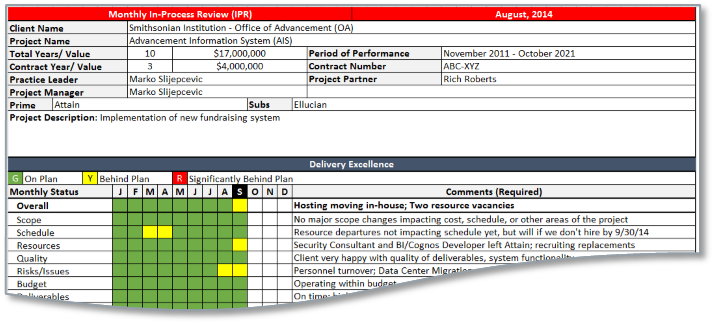 Monthly In-Process Review (IPR) August, 2014
Client Name Smithsonian Institution - Office of Advancement (OA)
Project Name Advancement Information System (AIS)
Total Years/ Value 10 $17,000,000 Period of Performance November 2011 - October 2021
Contract Year/ Value 3 $4,000,000 Contract Number ABC-XYZ
Practice Leader Marko Slijepcevic Project Partner Rich Roberts
Project Manager Marko Slijepcevic
Prime Attain Subs Ellucian
Project Description: Implementation of new fundraising system
Delivery Excellence
G On Plan Y Behind Plan R Significantly Behind Plan
Monthly Status J F M A M J J A S O N D Comments (Required)
Overall Hosting moving in-house; Two resource vacancies
Scope No major scope changes impacting cost, schedule, or other areas of the project
Schedule Resource departures not impacting schedule yet, but will if we don't hire by 9/30/14
Resources Security Consultant and BI/Cognos Developer left Attain; recruiting replacements
Quality Client very happy with quality of deliverables, system functionality
Risks/Issues Personnel turnover; Data Center
Budget Operating within budget
Deliverables On time;